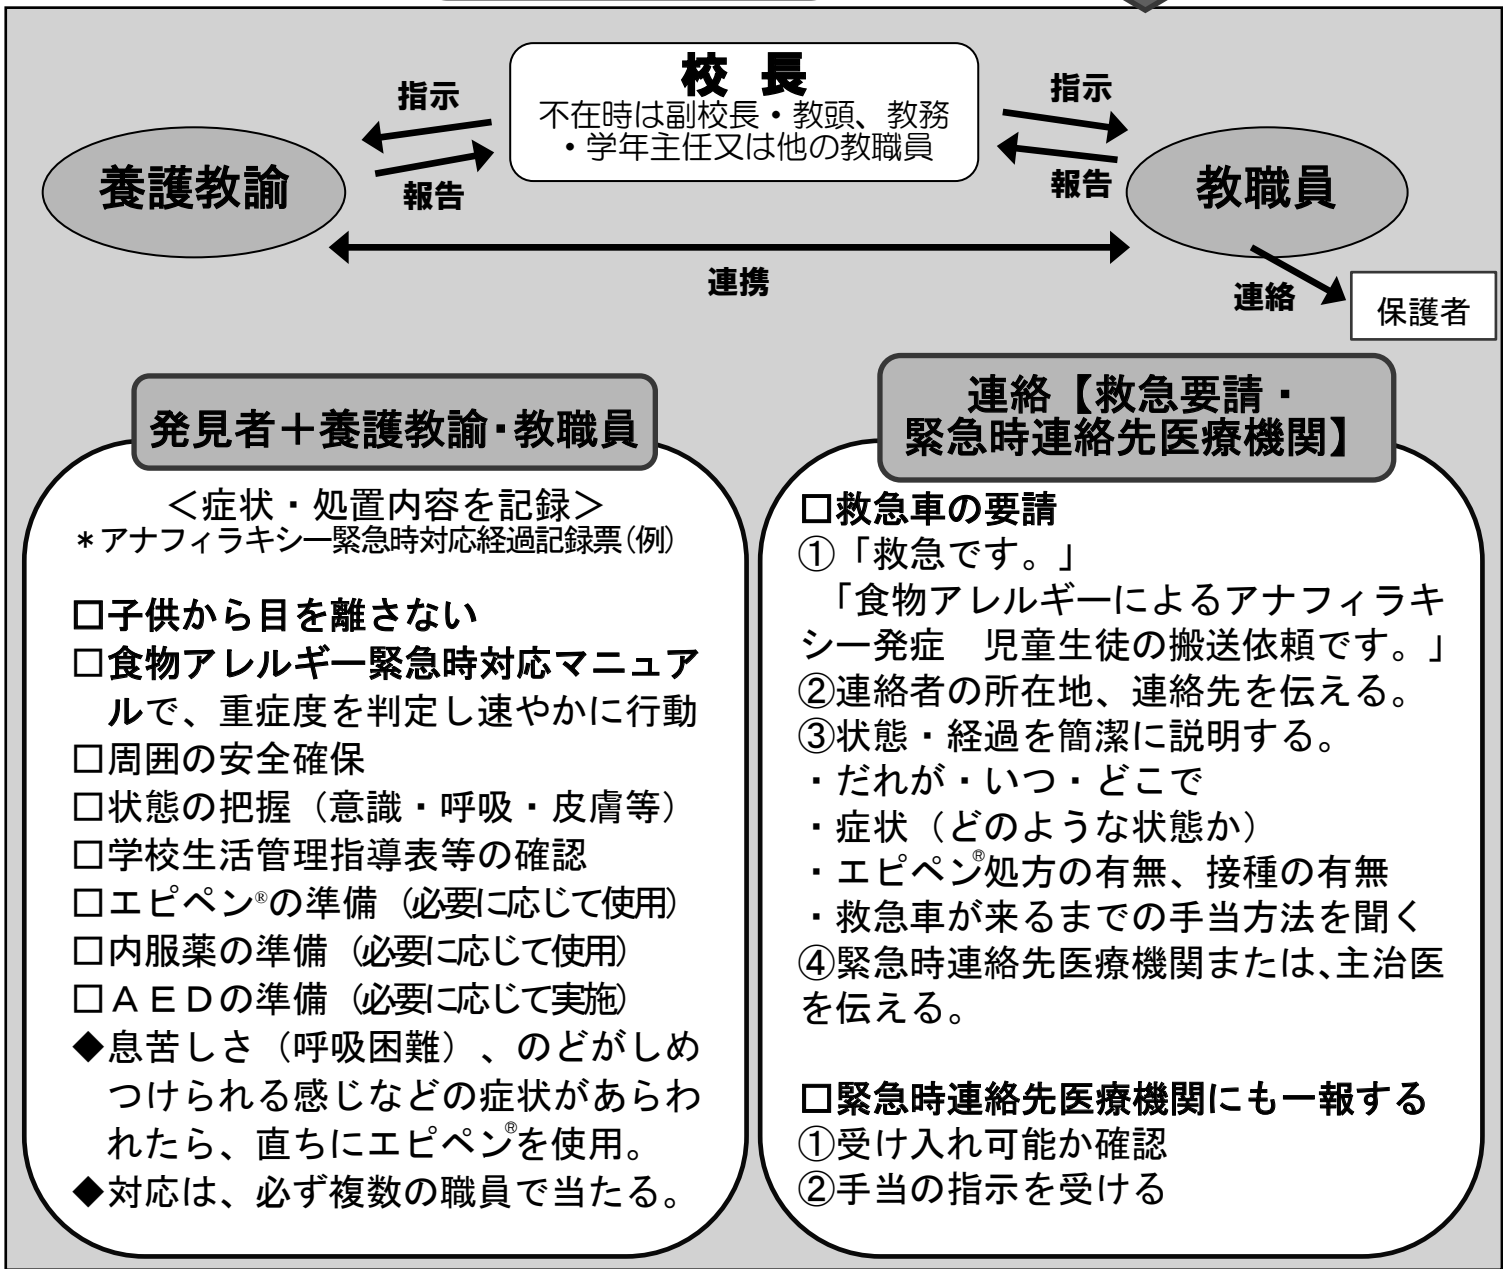 校 長
不在時は副校長・教頭、教務
・学年主任又は他の教職員
指示
報告
指示
報告
養護教諭
教職員
連携
連絡
保護者
発見者＋養護教諭・教職員
＜症状・処置内容を記録＞
＊アナフィラキシー緊急時対応経過記録票（例）
□子供から目を離さない
□食物アレルギー緊急時対応マニュア
ルで、重症度を判定し速やかに行動
□周囲の安全確保
□状態の把握（意識・呼吸・皮膚等）
□学校生活管理指導表等の確認
□エピペン®の準備（必要に応じて使用）
□内服薬の準備（必要に応じて使用）
□ＡＥＤの準備（必要に応じて実施）
◆息苦しさ（呼吸困難）、のどがしめ
つけられる感じなどの症状があらわ
れたら、直ちにエピペン®を使用。
◆対応は、必ず複数の職員で当たる。
連絡【救急要請・
緊急時連絡先医療機関】
□救急車の要請
①「救急です。」
「食物アレルギーによるアナフィラキ
シー発症　児童生徒の搬送依頼です。」
②連絡者の所在地、連絡先を伝える。
③状態・経過を簡潔に説明する。
・だれが・いつ・どこで
・症状（どのような状態か）
・エピペン®処方の有無、接種の有無
・救急車が来るまでの手当方法を聞く
④緊急時連絡先医療機関または、主治医
を伝える。
□緊急時連絡先医療機関にも一報する
①受け入れ可能か確認
②手当の指示を受ける